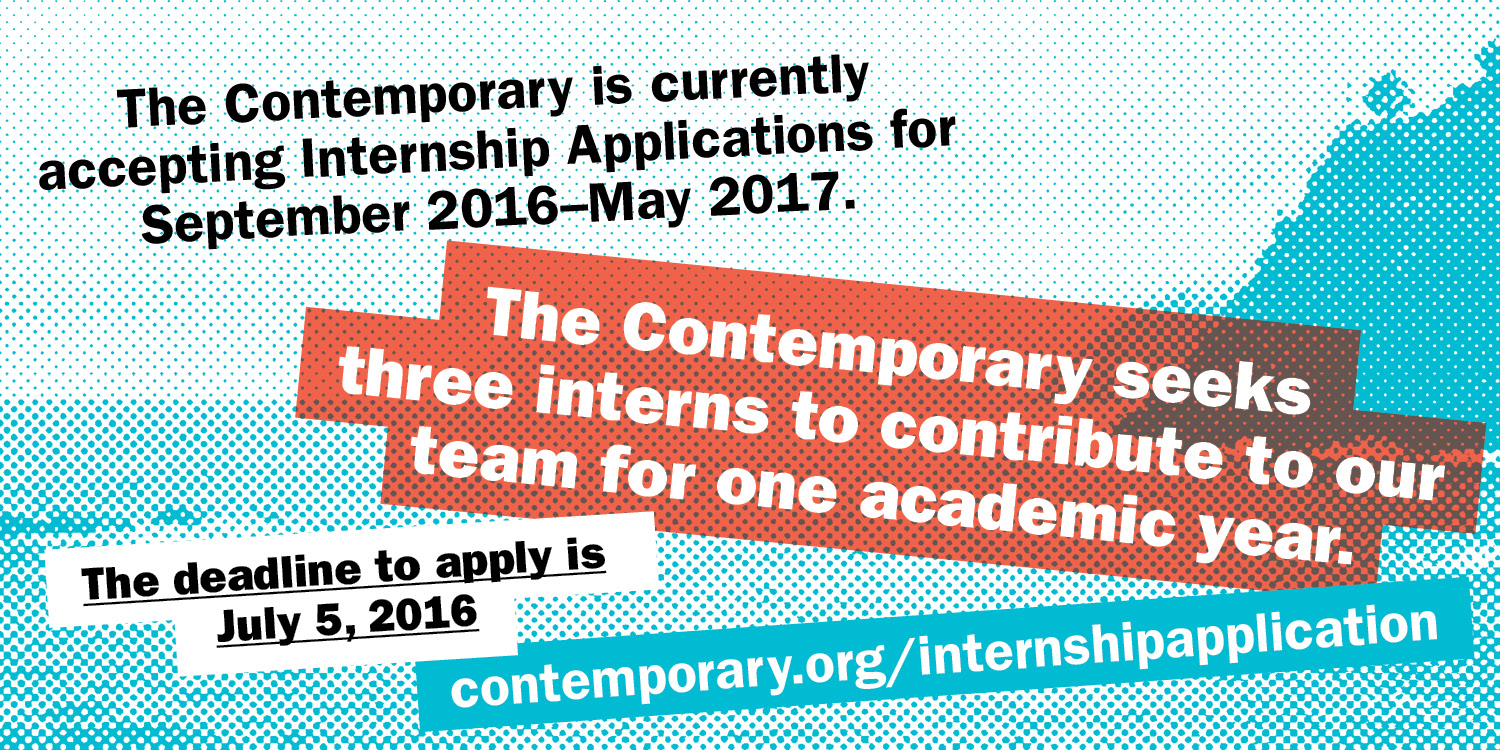 The Contemporary is currently
accepting Internship Applications for
September 2016–May 2017.
The Contemporary seeks
three interns to contribute to our
team for one academic year.
The deadline to apply is
July 5, 2016
contemporary.org/internshipapplication